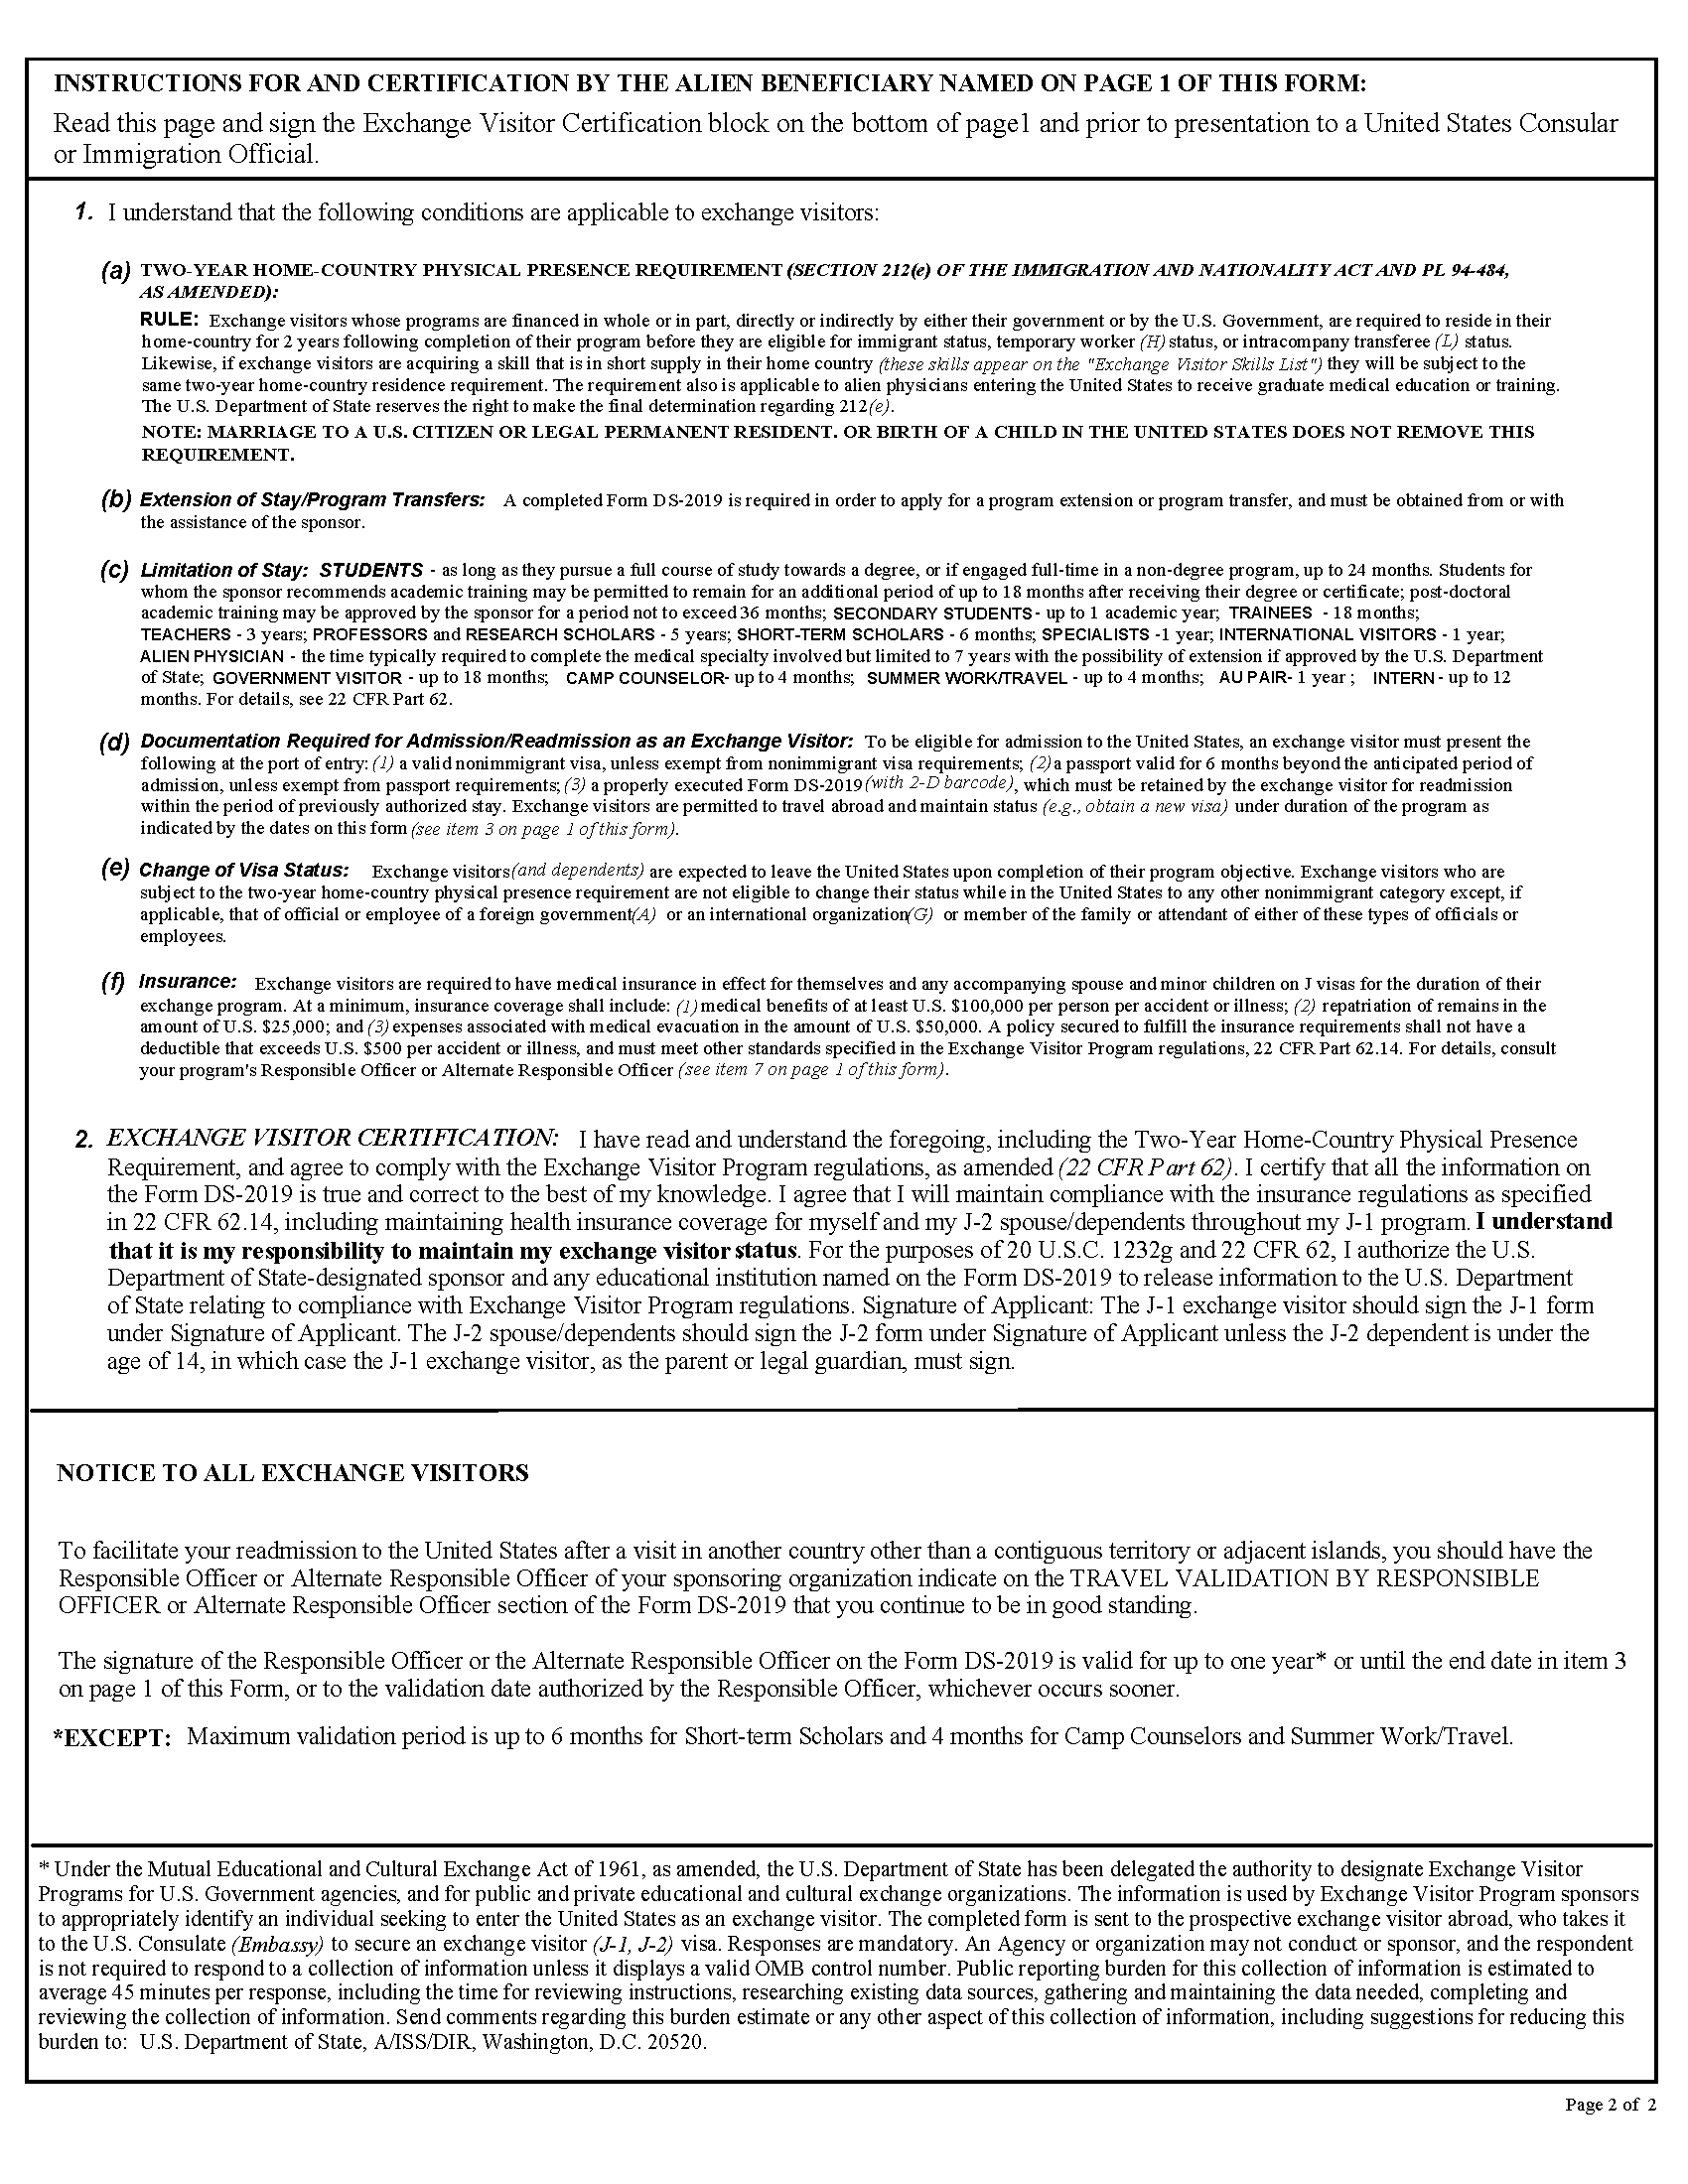 INSTRUCTIONS FOR AND CERTIFICATION BY THE ALIEN BENEFICIARY NAMED ON PAGE 1 OF THIS FORM:
Read this page and sign the Exchange Visitor Certification block on the bottom of page1 and prior to presentation to a United States Consular
or Immigration Official.
1. I understand that the following conditions are applicable to exchange visitors:
(a) TWO-YEAR HOME-COUNTRY PHYSICAL PRESENCE REQUIREMENT (SECTION 212(e) OF THE IMMIGRATION AND NATIONALITY ACT AND PL 94-484,
AS AMENDED):
RULE: Exchange visitors whose programs are financed in whole or in part, directly or indirectly by either their government or by the U.S. Government, are required to reside in their
home-country for 2 years following completion of their program before they are eligible for immigrant status, temporary worker (H) status, or intracompany transferee (L) status.
Likewise, if exchange visitors are acquiring a skill that is in short supply in their home country (these skills appear on the "Exchange Visitor Skills List") they will be subject to the
same two-year home-country residence requirement. The requirement also is applicable to alien physicians entering the United States to receive graduate medical education or training.
The U.S. Department of State reserves the right to make the final determination regarding 212(e).
NOTE: MARRIAGE TO A U.S. CITIZEN OR LEGAL PERMANENT RESIDENT. OR BIRTH OF A CHILD IN THE UNITED STATES DOES NOT REMOVE THIS
REQUIREMENT.
(b) Extension of Stay/Program Transfers: A completed Form DS-2019 is required in order to apply for a program extension or program transfer, and must be obtained from or with
the assistance of the sponsor.
(c) Limitation of Stay: STUDENTS - as long as they pursue a full course of study towards a degree, or if engaged full-time in a non-degree program, up to 24 months. Students for
whom the sponsor recommends academic training may be permitted to remain for an additional period of up to 18 months after receiving their degree or certificate; post-doctoral
academic training may be approved by the sponsor for a period not to exceed 36 months; SECONDARY STUDENTS - up to 1 academic year; TRAINEES - 18 months;
TEACHERS - 3 years; PROFESSORS and RESEARCH SCHOLARS - 5 years; SHORT-TERM SCHOLARS - 6 months; SPECIALISTS -1 year; INTERNATIONAL VISITORS - 1 year;
ALIEN PHYSICIAN - the time typically required to complete the medical specialty involved but limited to 7 years with the possibility of extension if approved by the U.S. Department
of State; GOVERNMENT VISITOR - up to 18 months; CAMP COUNSELOR- up to 4 months; SUMMER WORK/TRAVEL - up to 4 months; AU PAIR- 1 year ; INTERN - up to 12
months. For details, see 22 CFR Part 62.
(d) Documentation Required for Admission/Readmission as an Exchange Visitor: To be eligible for admission to the United States, an exchange visitor must present the
following at the port of entry: (1) a valid nonimmigrant visa, unless exempt from nonimmigrant visa requirements; (2) a passport valid for 6 months beyond the anticipated period of
admission, unless exempt from passport requirements; (3) a properly executed Form DS-2019 (with 2-D barcode), which must be retained by the exchange visitor for readmission
within the period of previously authorized stay. Exchange visitors are permitted to travel abroad and maintain status (e.g., obtain a new visa) under duration of the program as
indicated by the dates on this form (see item 3 on page 1 of this form).
(e) Change of Visa Status: Exchange visitors (and dependents) are expected to leave the United States upon completion of their program objective. Exchange visitors who are
subject to the two-year home-country physical presence requirement are not eligible to change their status while in the United States to any other nonimmigrant category except, if
applicable, that of official or employee of a foreign government(A) or an international organization(G) or member of the family or attendant of either of these types of officials or
employees.
(f) Insurance: Exchange visitors are required to have medical insurance in effect for themselves and any accompanying spouse and minor children on J visas for the duration of their
exchange program. At a minimum, insurance coverage shall include: (1) medical benefits of at least U.S. $100,000 per person per accident or illness; (2) repatriation of remains in the
amount of U.S. $25,000; and (3) expenses associated with medical evacuation in the amount of U.S. $50,000. A policy secured to fulfill the insurance requirements shall not have a
deductible that exceeds U.S. $500 per accident or illness, and must meet other standards specified in the Exchange Visitor Program regulations, 22 CFR Part 62.14. For details, consult
your program's Responsible Officer or Alternate Responsible Officer (see item 7 on page 1 of this form).
2. EXCHANGE VISITOR CERTIFICATION: I have read and understand the foregoing, including the Two-Year Home-Country Physical Presence
Requirement, and agree to comply with the Exchange Visitor Program regulations, as amended (22 CFR Part 62). I certify that all the information on
the Form DS-2019 is true and correct to the best of my knowledge. I agree that I will maintain compliance with the insurance regulations as specified
in 22 CFR 62.14, including maintaining health insurance coverage for myself and my J-2 spouse/dependents throughout my J-1 program. I understand
that it is my responsibility to maintain my exchange visitor status. For the purposes of 20 U.S.C. 1232g and 22 CFR 62, I authorize the U.S.
Department of State-designated sponsor and any educational institution named on the Form DS-2019 to release information to the U.S. Department
of State relating to compliance with Exchange Visitor Program regulations. Signature of Applicant: The J-1 exchange visitor should sign the J-1 form
under Signature of Applicant. The J-2 spouse/dependents should sign the J-2 form under Signature of Applicant unless the J-2 dependent is under the
age of 14, in which case the J-1 exchange visitor, as the parent or legal guardian, must sign.
NOTICE TO ALL EXCHANGE VISITORS
To facilitate your readmission to the United States after a visit in another country other than a contiguous territory or adjacent islands, you should have the
Responsible Officer or Alternate Responsible Officer of your sponsoring organization indicate on the TRAVEL VALIDATION BY RESPONSIBLE
OFFICER or Alternate Responsible Officer section of the Form DS-2019 that you continue to be in good standing.
The signature of the Responsible Officer or the Alternate Responsible Officer on the Form DS-2019 is valid for up to one year* or until the end date in item 3
on page 1 of this Form, or to the validation date authorized by the Responsible Officer, whichever occurs sooner.
*EXCEPT: Maximum validation period is up to 6 months for Short-term Scholars and 4 months for Camp Counselors and Summer Work/Travel.
* Under the Mutual Educational and Cultural Exchange Act of 1961, as amended, the U.S. Department of State has been delegated the authority to designate Exchange Visitor
Programs for U.S. Government agencies, and for public and private educational and cultural exchange organizations. The information is used by Exchange Visitor Program sponsors
to appropriately identify an individual seeking to enter the United States as an exchange visitor. The completed form is sent to the prospective exchange visitor abroad, who takes it
to the U.S. Consulate (Embassy) to secure an exchange visitor (J-1, J-2) visa. Responses are mandatory. An Agency or organization may not conduct or sponsor, and the respondent
is not required to respond to a collection of information unless it displays a valid OMB control number. Public reporting burden for this collection of information is estimated to
average 45 minutes per response, including the time for reviewing instructions, researching existing data sources, gathering and maintaining the data needed, completing and
reviewing the collection of information. Send comments regarding this burden estimate or any other aspect of this collection of information, including suggestions for reducing this
burden to: U.S. Department of State, A/ISS/DIR, Washington, D.C. 20520.
Page 2 of 2